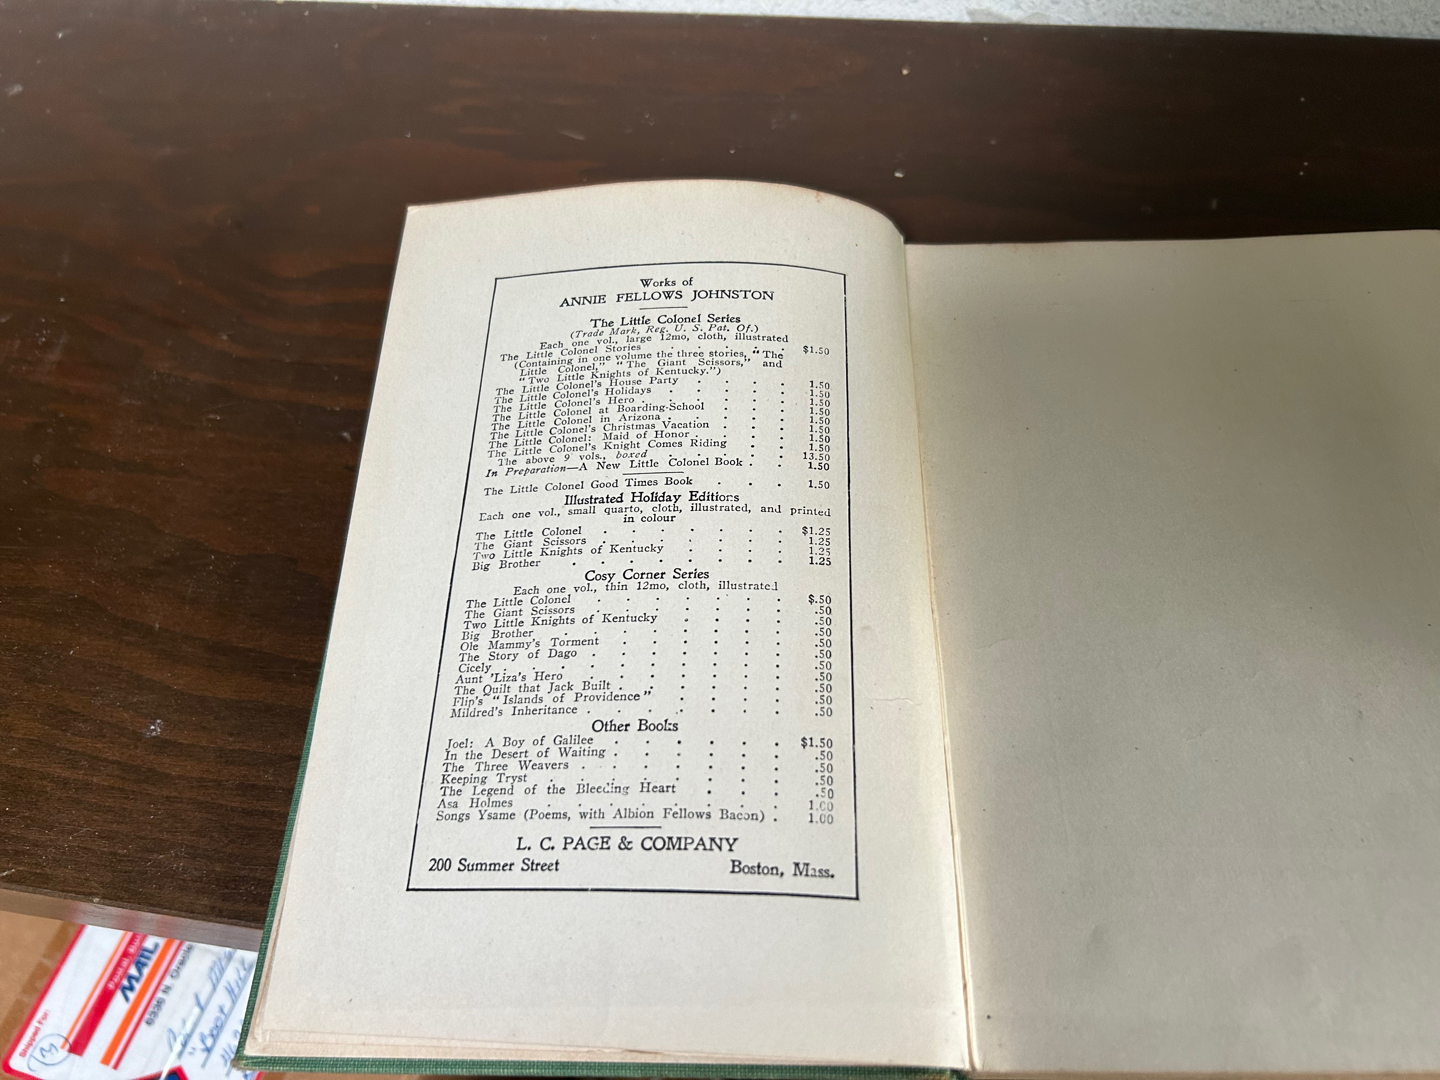 Works of
ANNIE FELLOWS JOHNSTON
The Little Colonel Series
(Trade Mark, Reg. U. S. Pat. Of.)
Each one vol., large 12mo, cloth, illustrated
The Little Colonel Stories . . . . $1.50
(Containing in one volume the three stories, "The
Little Colonel," "The Giant Scissors," and
"Two Little Knights of Kentucky.")
The Little Colonel's House Party . . . . 1.50
The Little Colonel's Holidays . . . . 1.50
The Little Colonel's Hero . . . . . 1.50
The Little Colonel at Boarding-School . . . 1.50
The Little Colonel in Arizona . . . . 1.50
The Little Colonel's Christmas Vacation . . . 1.50
The Little Colonel: Maid of Honor . . . . 1.50
The Little Colonel's Knight Comes Riding . . 1.50
The above 9 vols., boxed . . . . 13.50
In Preparation—A New Little Colonel Book . . 1.50
The Little Colonel Good Times Book . . . 1.50
Illustrated Holiday Editions
Each one vol., small quarto, cloth, illustrated, and printed
in colour
The Little Colonel . . . . . . . $1.25
The Giant Scissors . . . . . . . 1.25
Two Little Knights of Kentucky . . . . 1.25
Big Brother . . . . . . . . 1.25
Cosy Corner Series
Each one vol., thin 12mo, cloth, illustrated
The Little Colonel . . . . . . . $.50
The Giant Scissors . . . . . . . .50
Two Little Knights of Kentucky . . . . .50
Big Brother . . . . . . . . .50
Ole Mammy's Torment . . . . . . .50
The Story of Dago . . . . . . . .50
Cicely . . . . . . . . . .50
Aunt 'Liza's Hero . . . . . . . .50
The Quilt that Jack Built . . . . . . .50
Flip's "Islands of Providence" . . . . .50
Mildred's Inheritance . . . . . . .50
Other Books
Joel: A Boy of Galilee . . . . . . $1.50
In the Desert of Waiting . . . . . . .50
The Three Weavers . . . . . . . .50
Keeping Tryst . . . . . . . . .50
The Legend of the Bleeding Heart . . . .50
Asa Holmes . . . . . . . . 1.00
Songs Ysame (Poems, with Albion Fellows Bacon) . 1.00
L. C. PAGE & COMPANY
200 Summer Street Boston, Mass.
MAIL
6336 N. Oracle
Shipped For: